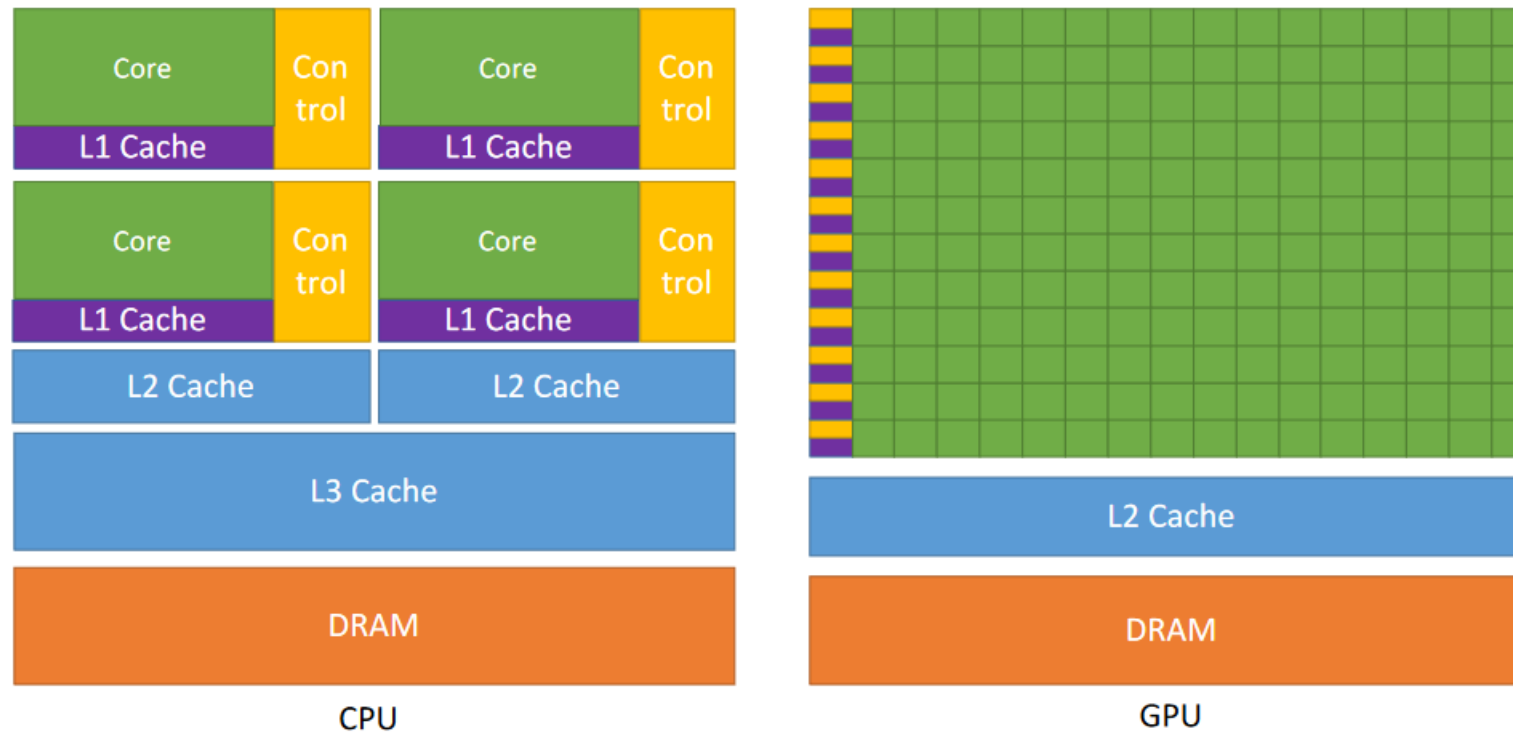 Core
Con
trol
Core
Con
trol
L1 Cache
L1 Cache
Core
Con
trol
Core
Con
trol
L1 Cache
L1 Cache
L2 Cache
L2 Cache
L3 Cache
DRAM
CPU
L2 Cache
DRAM
GPU